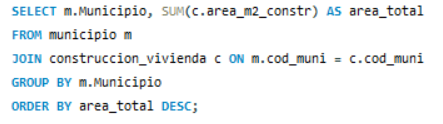 SELECT m.Municipio, SUM(c.area_m2_constr) AS area_total
FROM municipio m
JOIN construccion_vivienda c ON m.cod_muni = c.cod_muni
GROUP BY m.Municipio
ORDER BY area_total DESC;